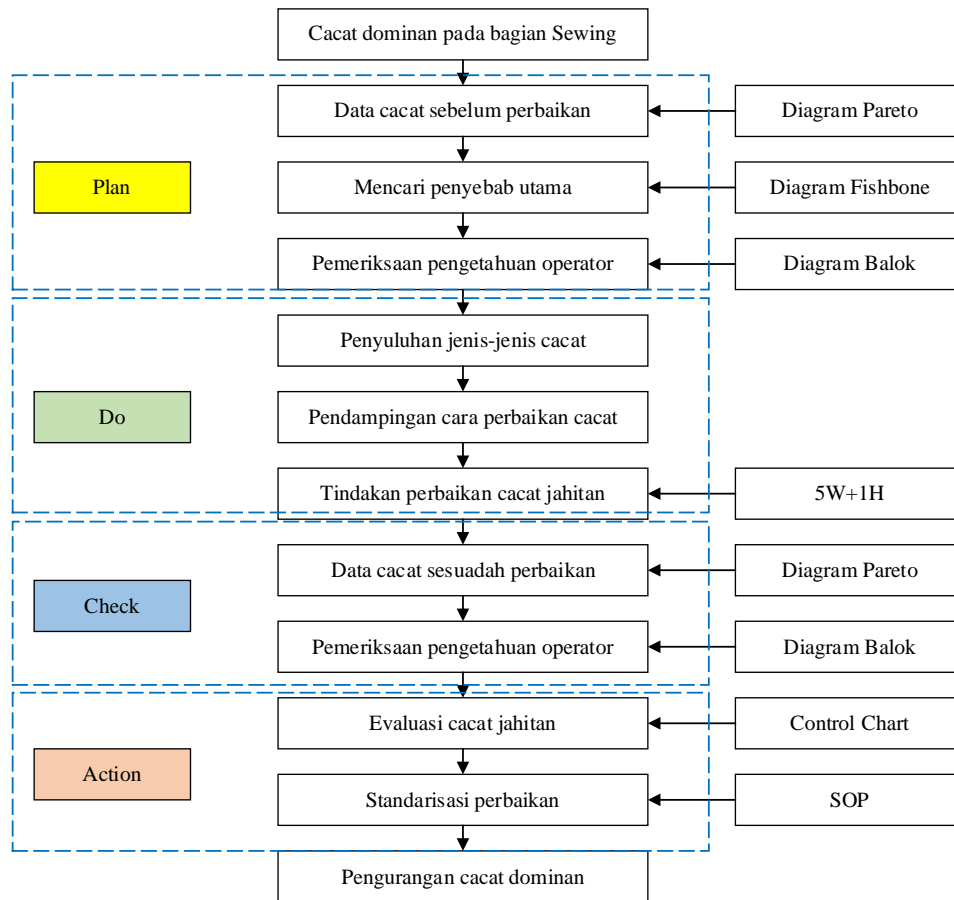 Cacat dominan pada bagian Sewing
Data cacat sebelum perbaikan
Diagram Pareto
Plan
Mencari penyebab utama
Diagram Fishbone
Pemeriksaan pengetahuan operator
Diagram Balok
Penyuluhan jenis-jenis cacat
Do
Pendampingan cara perbaikan cacat
Tindakan perbaikan cacat jahitan
5W+1H
Data cacat sesuadah perbaikan
Diagram Pareto
Check
Pemeriksaan pengetahuan operator
Diagram Balok
Evaluasi cacat jahitan
Control Chart
Action
Standarisasi perbaikan
SOP
Pengurangan cacat dominan